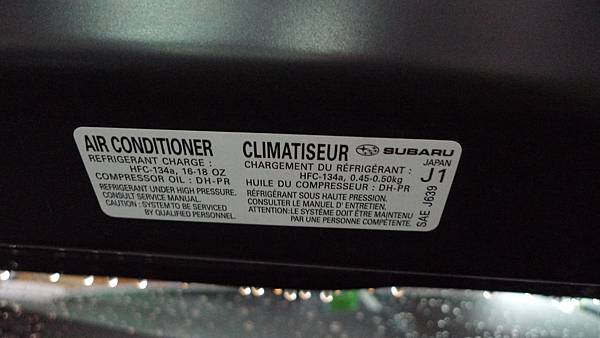 AIR CONDITIONER
REFRIGERANT CHARGE :
HFC-134a, 16-18 OZ
COMPRESSOR OIL : DH-PR
REFRIGERANT UNDER HIGH PRESSURE.
CONSULT SERVICE MANUAL.
CAUTION : SYSTEM TO BE SERVICED
BY QUALIFIED PERSONNEL.
CLIMATISEUR
SUBARU
CHARGEMENT DU RÉFRIGÉRANT :
HFC-134a, 0.45-0.50kg
HUILE DU COMPRESSEUR : DH-PR
RÉFRIGÉRANT SOUS HAUTE PRESSION.
CONSULTER LE MANUEL D' ENTRETIEN.
ATTENTION:LE SYSTÈME DOIT ÊTRE MAINTENU
PAR UNE PERSONNE COMPÉTENTE.
JAPAN
J1
SAE J639